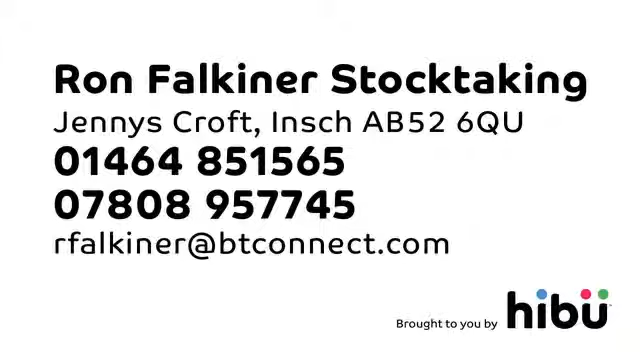 Ron Falkiner Stocktaking
Jennys Croft, Insch AB52 6QU
01464 851565
07808 957745
rfalkiner@btconnect.com
Brought to you by hibü